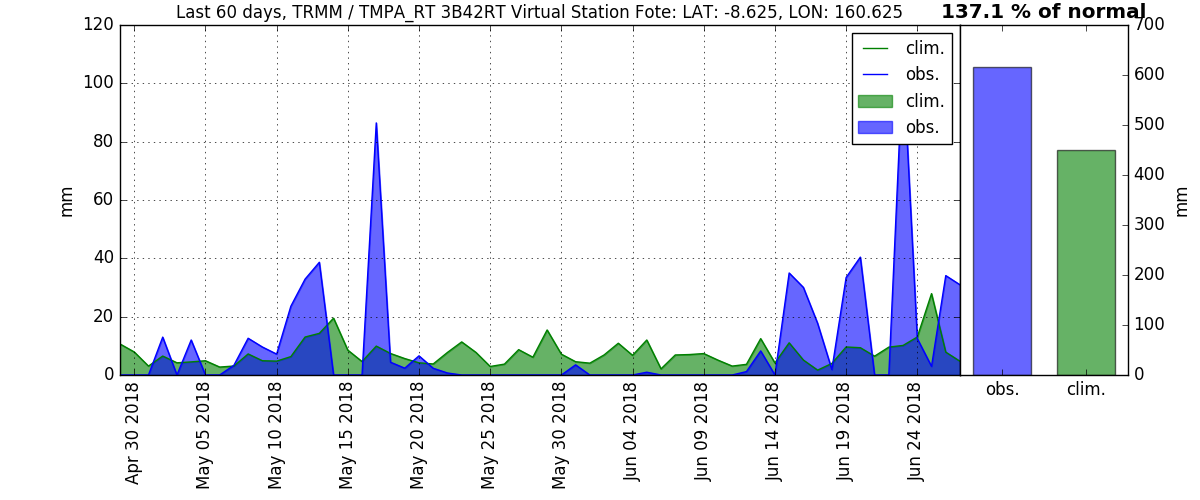 Last 60 days, TRMM / TMPA_RT 3B42RT Virtual Station Fote: LAT: -8.625, LON: 160.625
137.1 % of normal
120
100
80
60
40
20
0
mm
clim.
obs.
clim.
obs.
700
600
500
400
300
200
100
0
mm
obs.
clim.
Apr 30 2018
May 05 2018
May 10 2018
May 15 2018
May 20 2018
May 25 2018
May 30 2018
Jun 04 2018
Jun 09 2018
Jun 14 2018
Jun 19 2018
Jun 24 2018